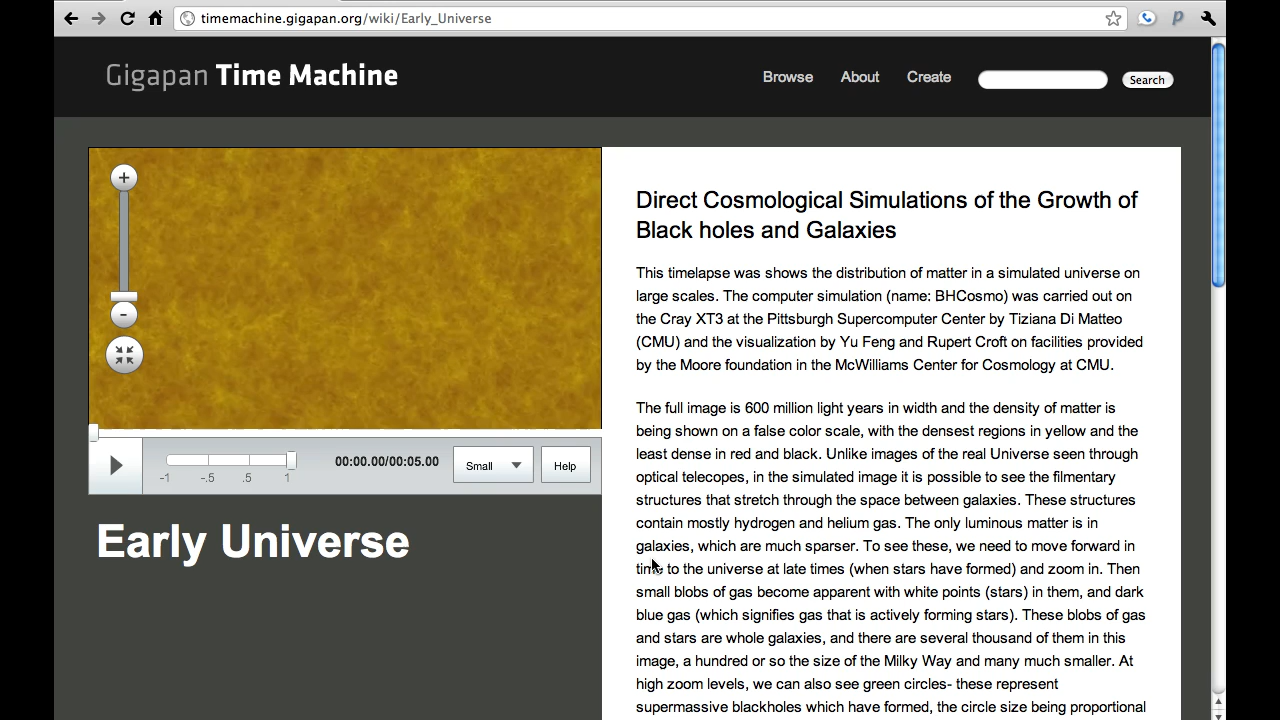 timemachine.gigapan.org/wiki/Early_Universe
Gigapan Time Machine
Browse About Create Search
+
-
00:00.00/00:05.00
Small
Help
-1 -.5 .5 1
Early Universe
Direct Cosmological Simulations of the Growth of
Black holes and Galaxies
This timelapse was shows the distribution of matter in a simulated universe on
large scales. The computer simulation (name: BHCosmo) was carried out on
the Cray XT3 at the Pittsburgh Supercomputer Center by Tiziana Di Matteo
(CMU) and the visualization by Yu Feng and Rupert Croft on facilities provided
by the Moore foundation in the McWilliams Center for Cosmology at CMU.
The full image is 600 million light years in width and the density of matter is
being shown on a false color scale, with the densest regions in yellow and the
least dense in red and black. Unlike images of the real Universe seen through
optical telecopes, in the simulated image it is possible to see the filmentary
structures that stretch through the space between galaxies. These structures
contain mostly hydrogen and helium gas. The only luminous matter is in
galaxies, which are much sparser. To see these, we need to move forward in
time to the universe at late times (when stars have formed) and zoom in. Then
small blobs of gas become apparent with white points (stars) in them, and dark
blue gas (which signifies gas that is actively forming stars). These blobs of gas
and stars are whole galaxies, and there are several thousand of them in this
image, a hundred or so the size of the Milky Way and many much smaller. At
high zoom levels, we can also see green circles- these represent
supermassive blackholes which have formed, the circle size being proportional